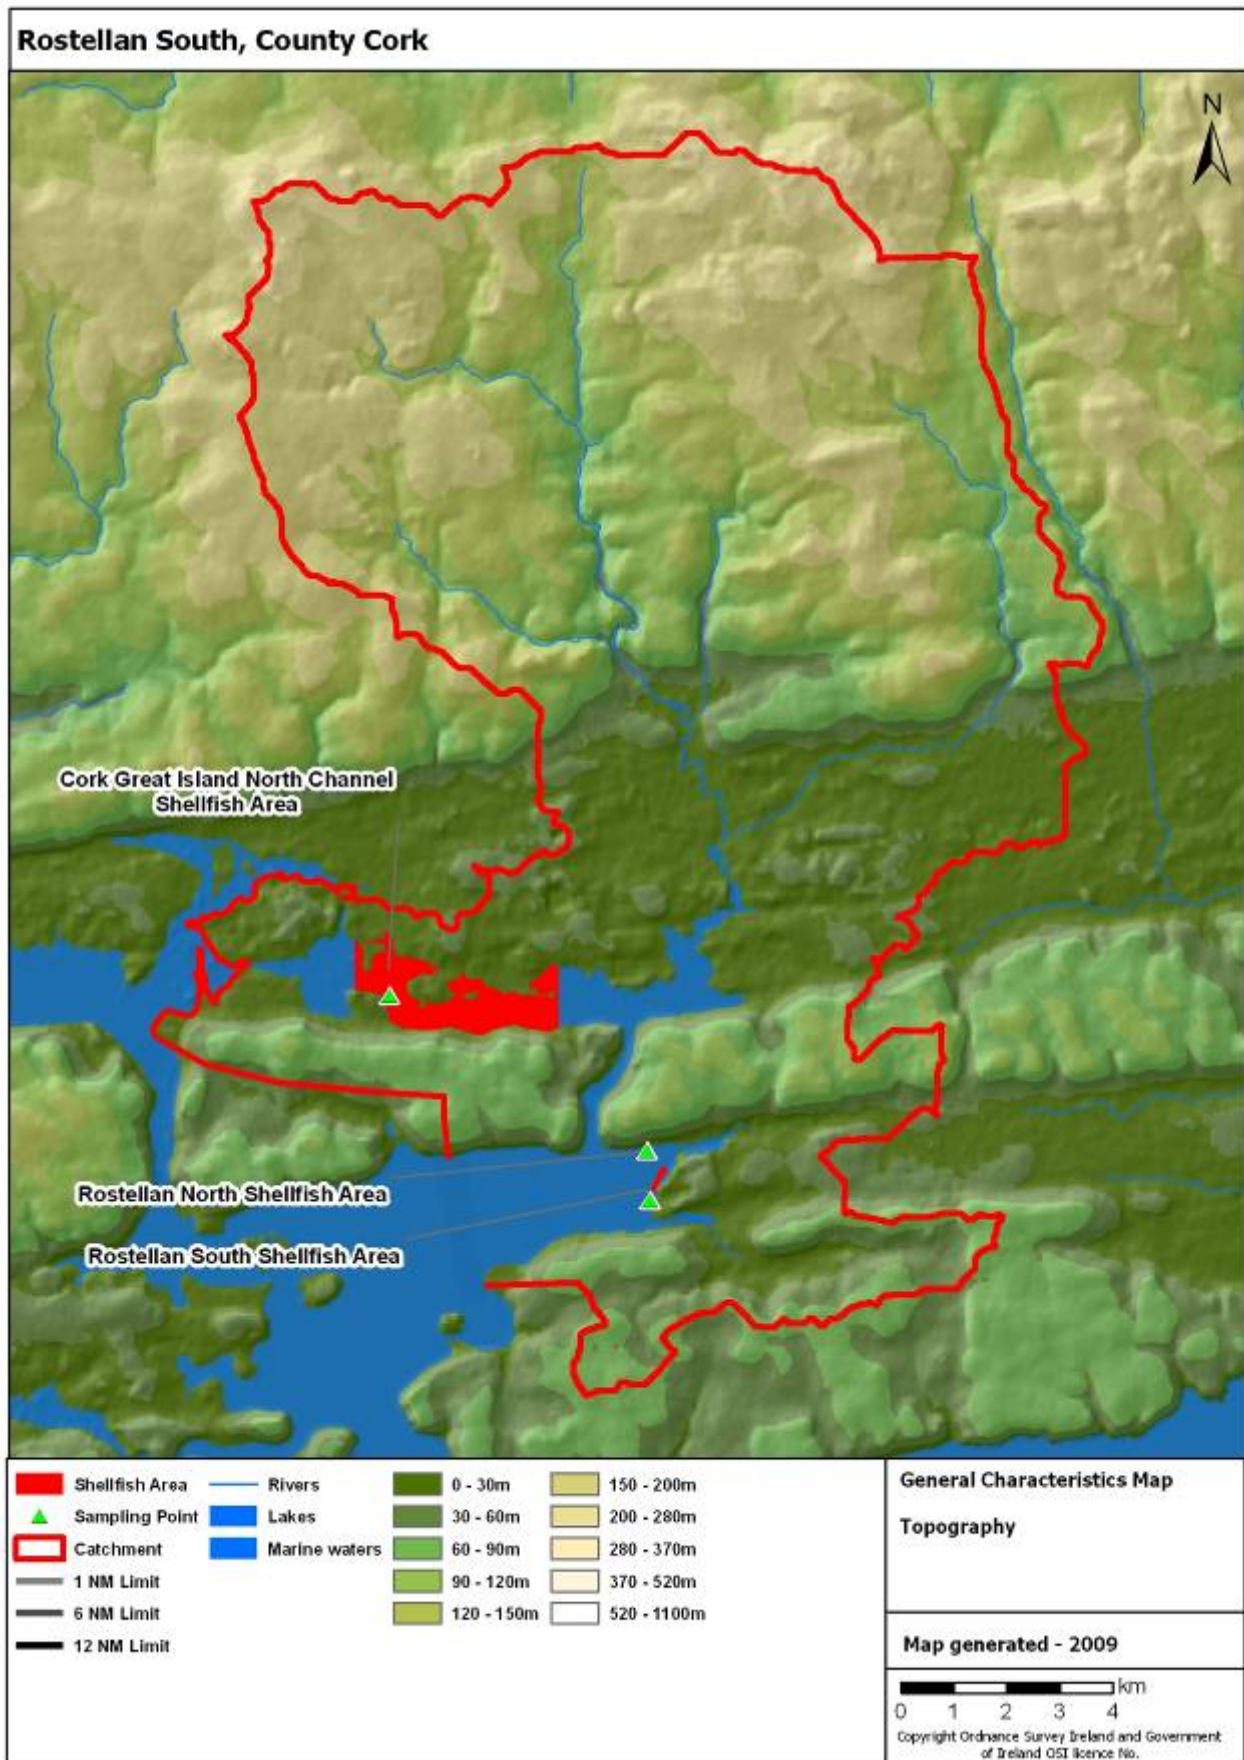 Rostellan South, County Cork
N
Cork Great Island North Channel
Shellfish Area
Rostellan North Shellfish Area
Rostellan South Shellfish Area
Shellfish Area
Sampling Point
Catchment
1 NM Limit
6 NM Limit
12 NM Limit
Rivers
Lakes
Marine waters
0 - 30m
30 - 60m
60 - 90m
90 - 120m
120 - 150m
150 - 200m
200 - 280m
280 - 370m
370 - 520m
520 - 1100m
General Characteristics Map
Topography
Map generated - 2009
km
0 1 2 3 4
Copyright Ordnance Survey Ireland and Government
of Ireland OSI licence No.